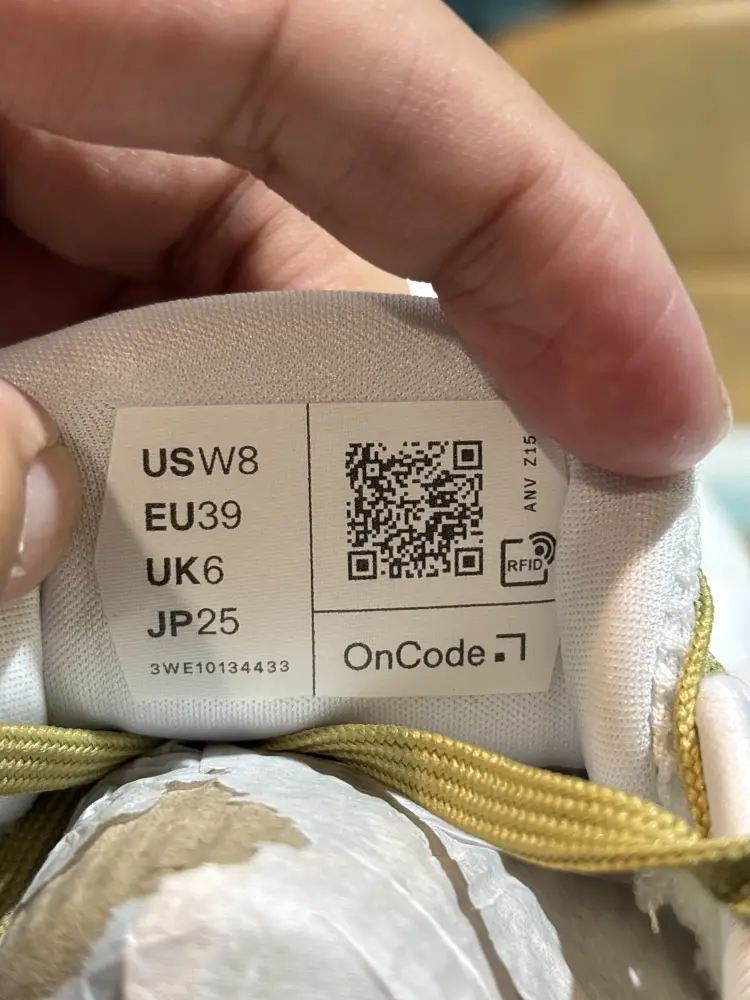 USW8
EU39
UK6
JP25
3WE10134433
ANV Z15
RFID
OnCode